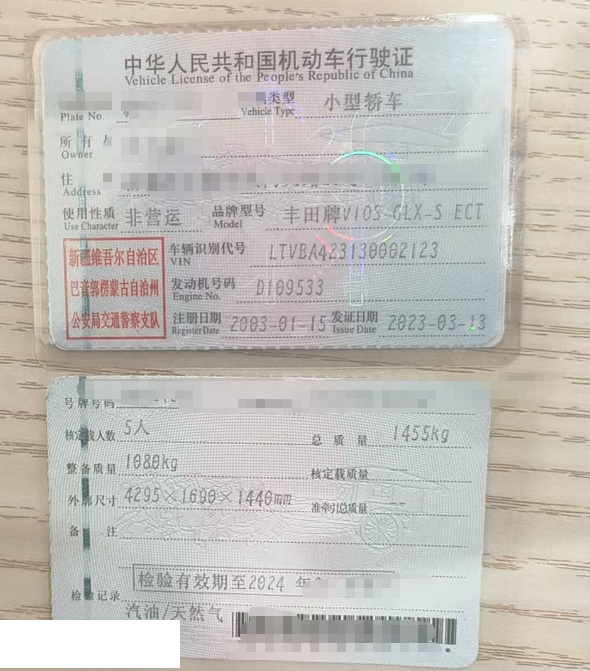 中华人民共和国机动车行驶证
Vehicle License of the People's Republic of China
Plate No. 类型 Vehicle Type 小型轿车
所有 Owner
住 Address
使用性质 Use Character 非营运 品牌型号 Model 丰田牌VIOS GLX-S ECT
新疆维吾尔自治区
巴音郭楞蒙古自治州
公安局交通警察支队
车辆识别代号 VIN LTVBA423130002123
发动机号码 Engine No. D109533
注册日期 Register Date 2003-01-15 发证日期 Issue Date 2023-03-13
号牌号码
核定载人数 5人 总质量 1455kg
整备质量 1080kg 核定载质量
外廓尺寸 4295×1690×1440mm 准牵引总质量 --
备注
检验有效期至2024 年
检验记录
汽油/天然气